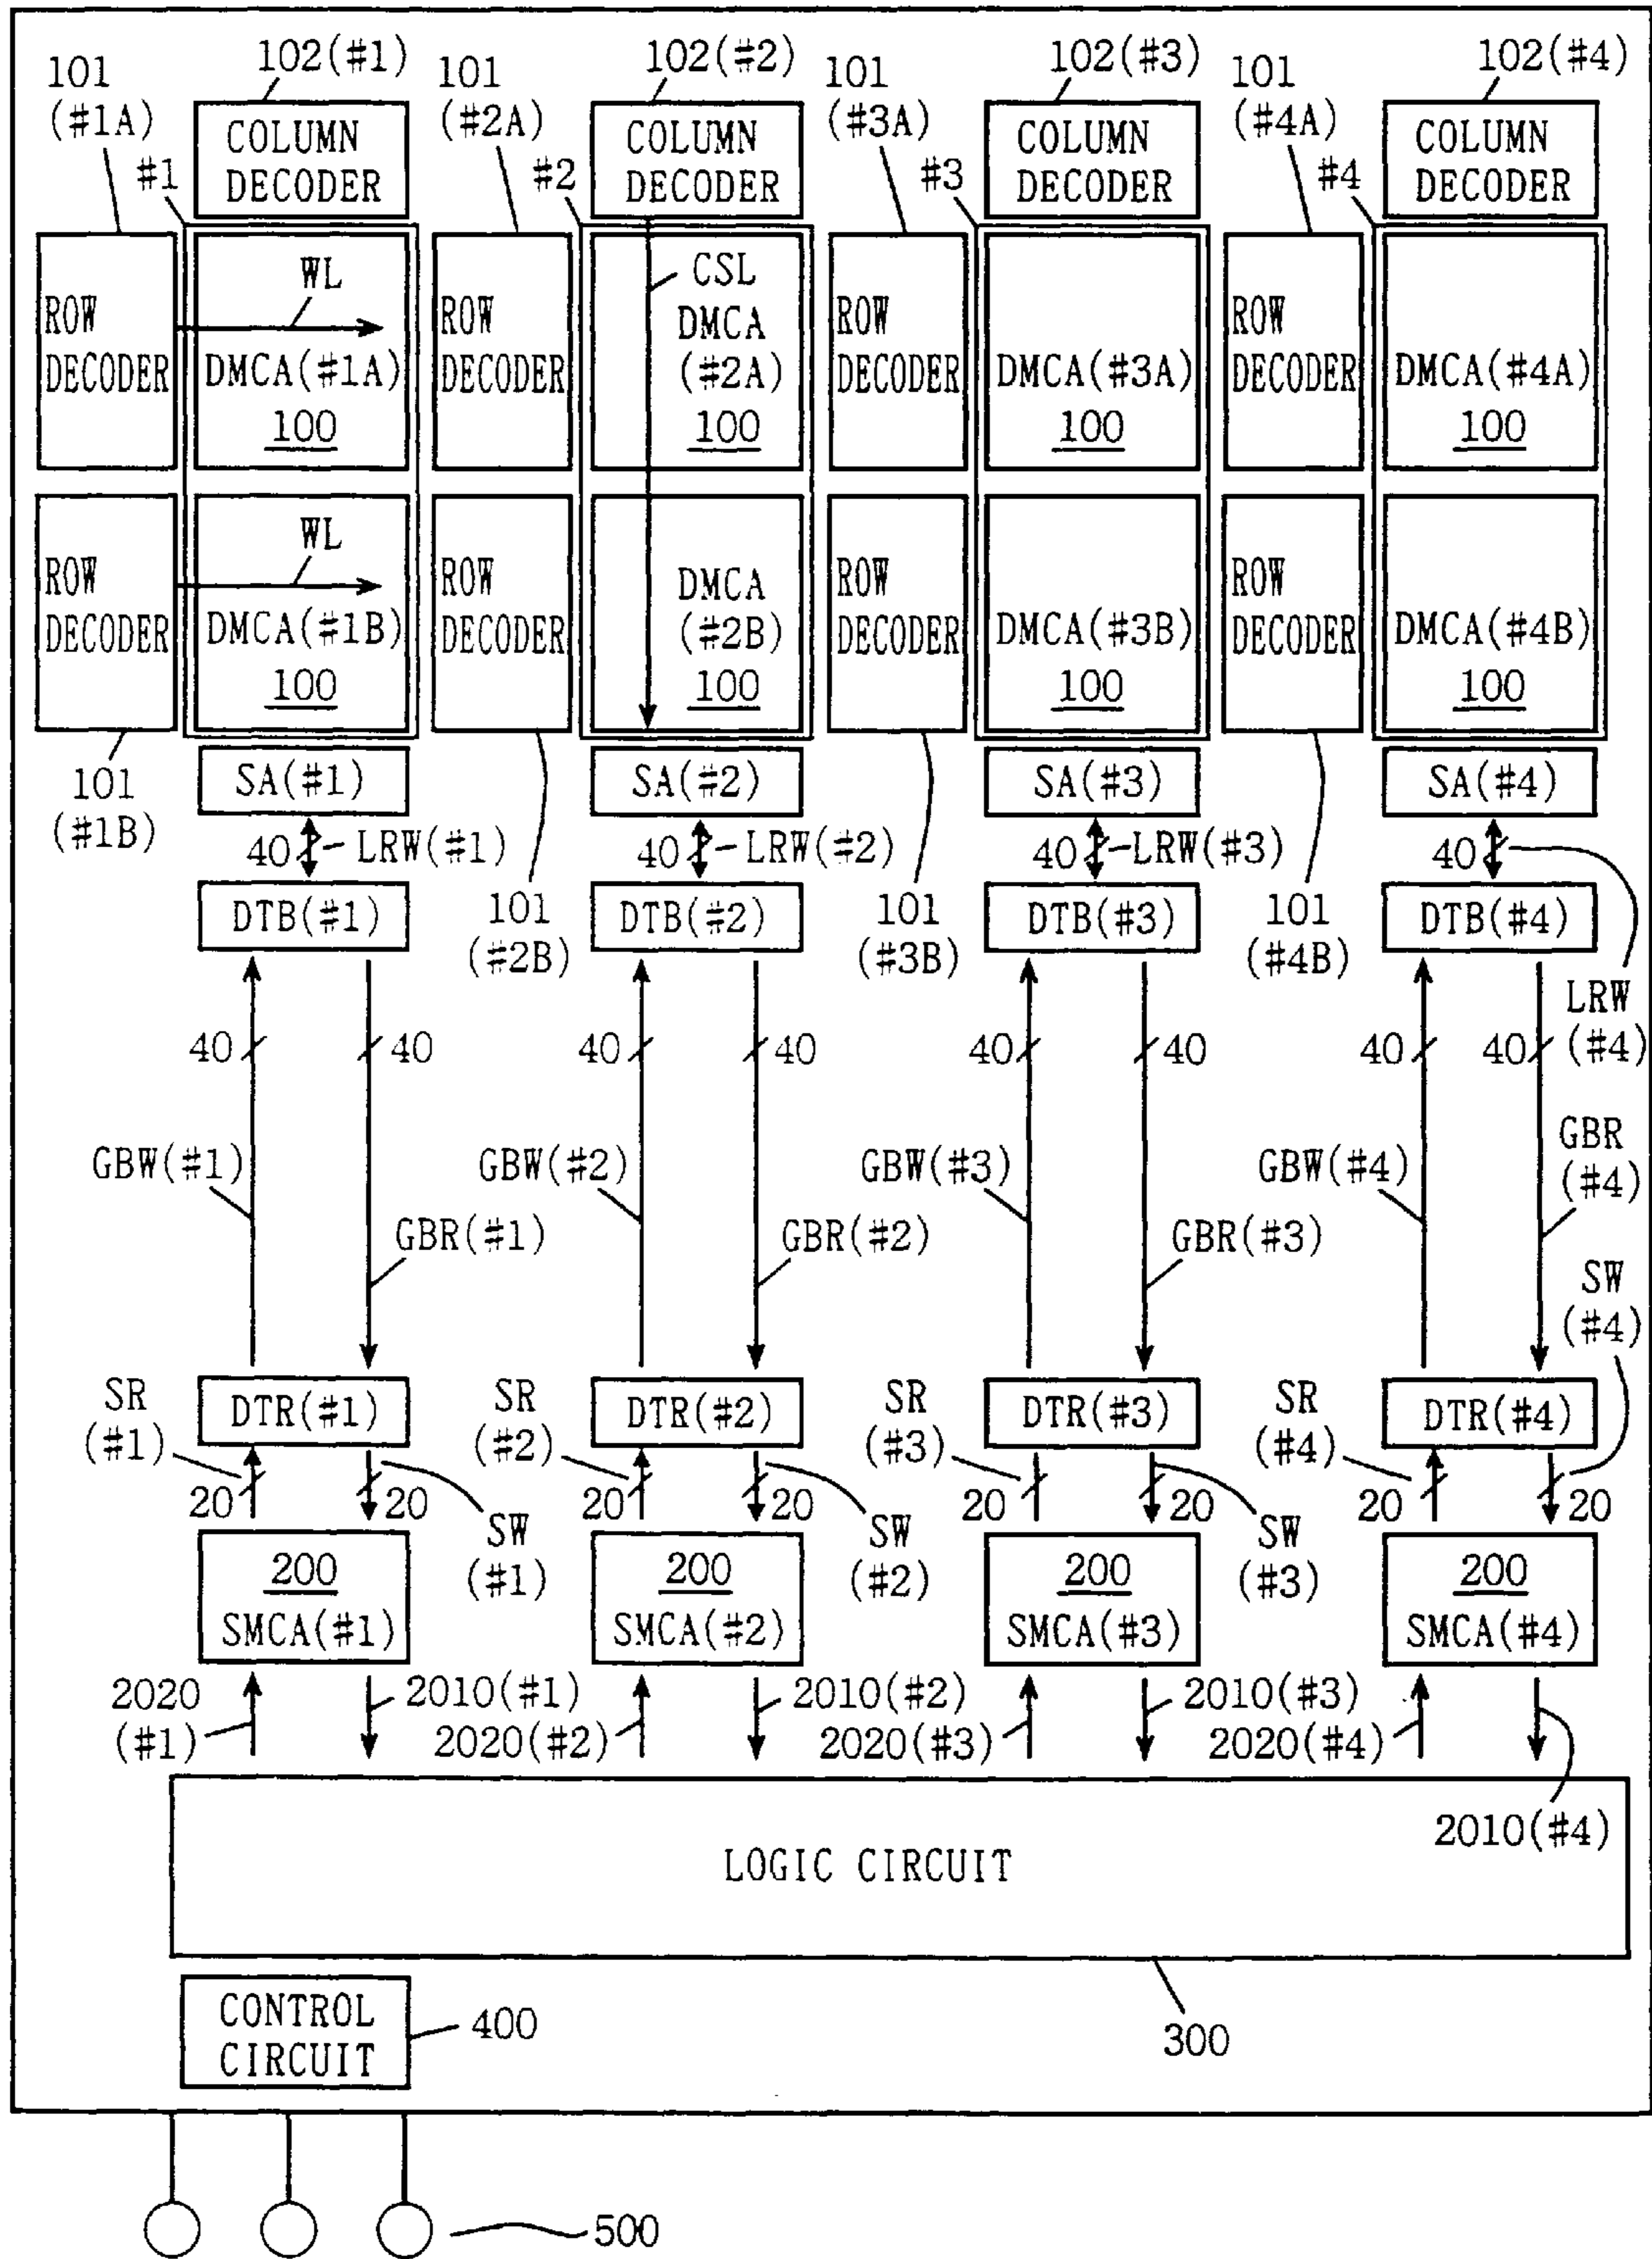 102(#1)
102(#2)
102(#3)
102(#4)
101
(#1A)
101
(#2A)
101
(#3A)
101
(#4A)
COLUMN
DECODER
COLUMN
DECODER
COLUMN
DECODER
COLUMN
DECODER
#1
#2
#3
#4
ROW
DECODER
WL
DMCA(#1A)
100
ROW
DECODER
CSL
DMCA
(#2A)
100
ROW
DECODER
DMCA(#3A)
100
ROW
DECODER
DMCA(#4A)
100
ROW
DECODER
WL
DMCA(#1B)
100
ROW
DECODER
DMCA
(#2B)
100
ROW
DECODER
DMCA(#3B)
100
ROW
DECODER
DMCA(#4B)
100
101
(#1B)
SA(#1)
SA(#2)
SA(#3)
SA(#4)
40
LRW(#1)
40
LRW(#2)
40
LRW(#3)
40
DTB(#1)
101
(#2B)
DTB(#2)
101
(#3B)
DTB(#3)
101
(#4B)
DTB(#4)
LRW
(#4)
40
40
40
40
40
40
40
40
GBW(#1)
GBW(#2)
GBW(#3)
GBW(#4)
GBR
(#4)
GBR(#1)
GBR(#2)
GBR(#3)
SW
(#4)
SR
(#1)
DTR(#1)
SR
(#2)
DTR(#2)
SR
(#3)
DTR(#3)
SR
(#4)
DTR(#4)
20
20
20
20
20
20
20
20
SW
(#1)
SW
(#2)
SW
(#3)
200
SMCA(#1)
200
SMCA(#2)
200
SMCA(#3)
200
SMCA(#4)
2020
(#1)
2010(#1)
2020(#2)
2010(#2)
2020(#3)
2010(#3)
2020(#4)
2010(#4)
LOGIC CIRCUIT
CONTROL
CIRCUIT
400
300
500